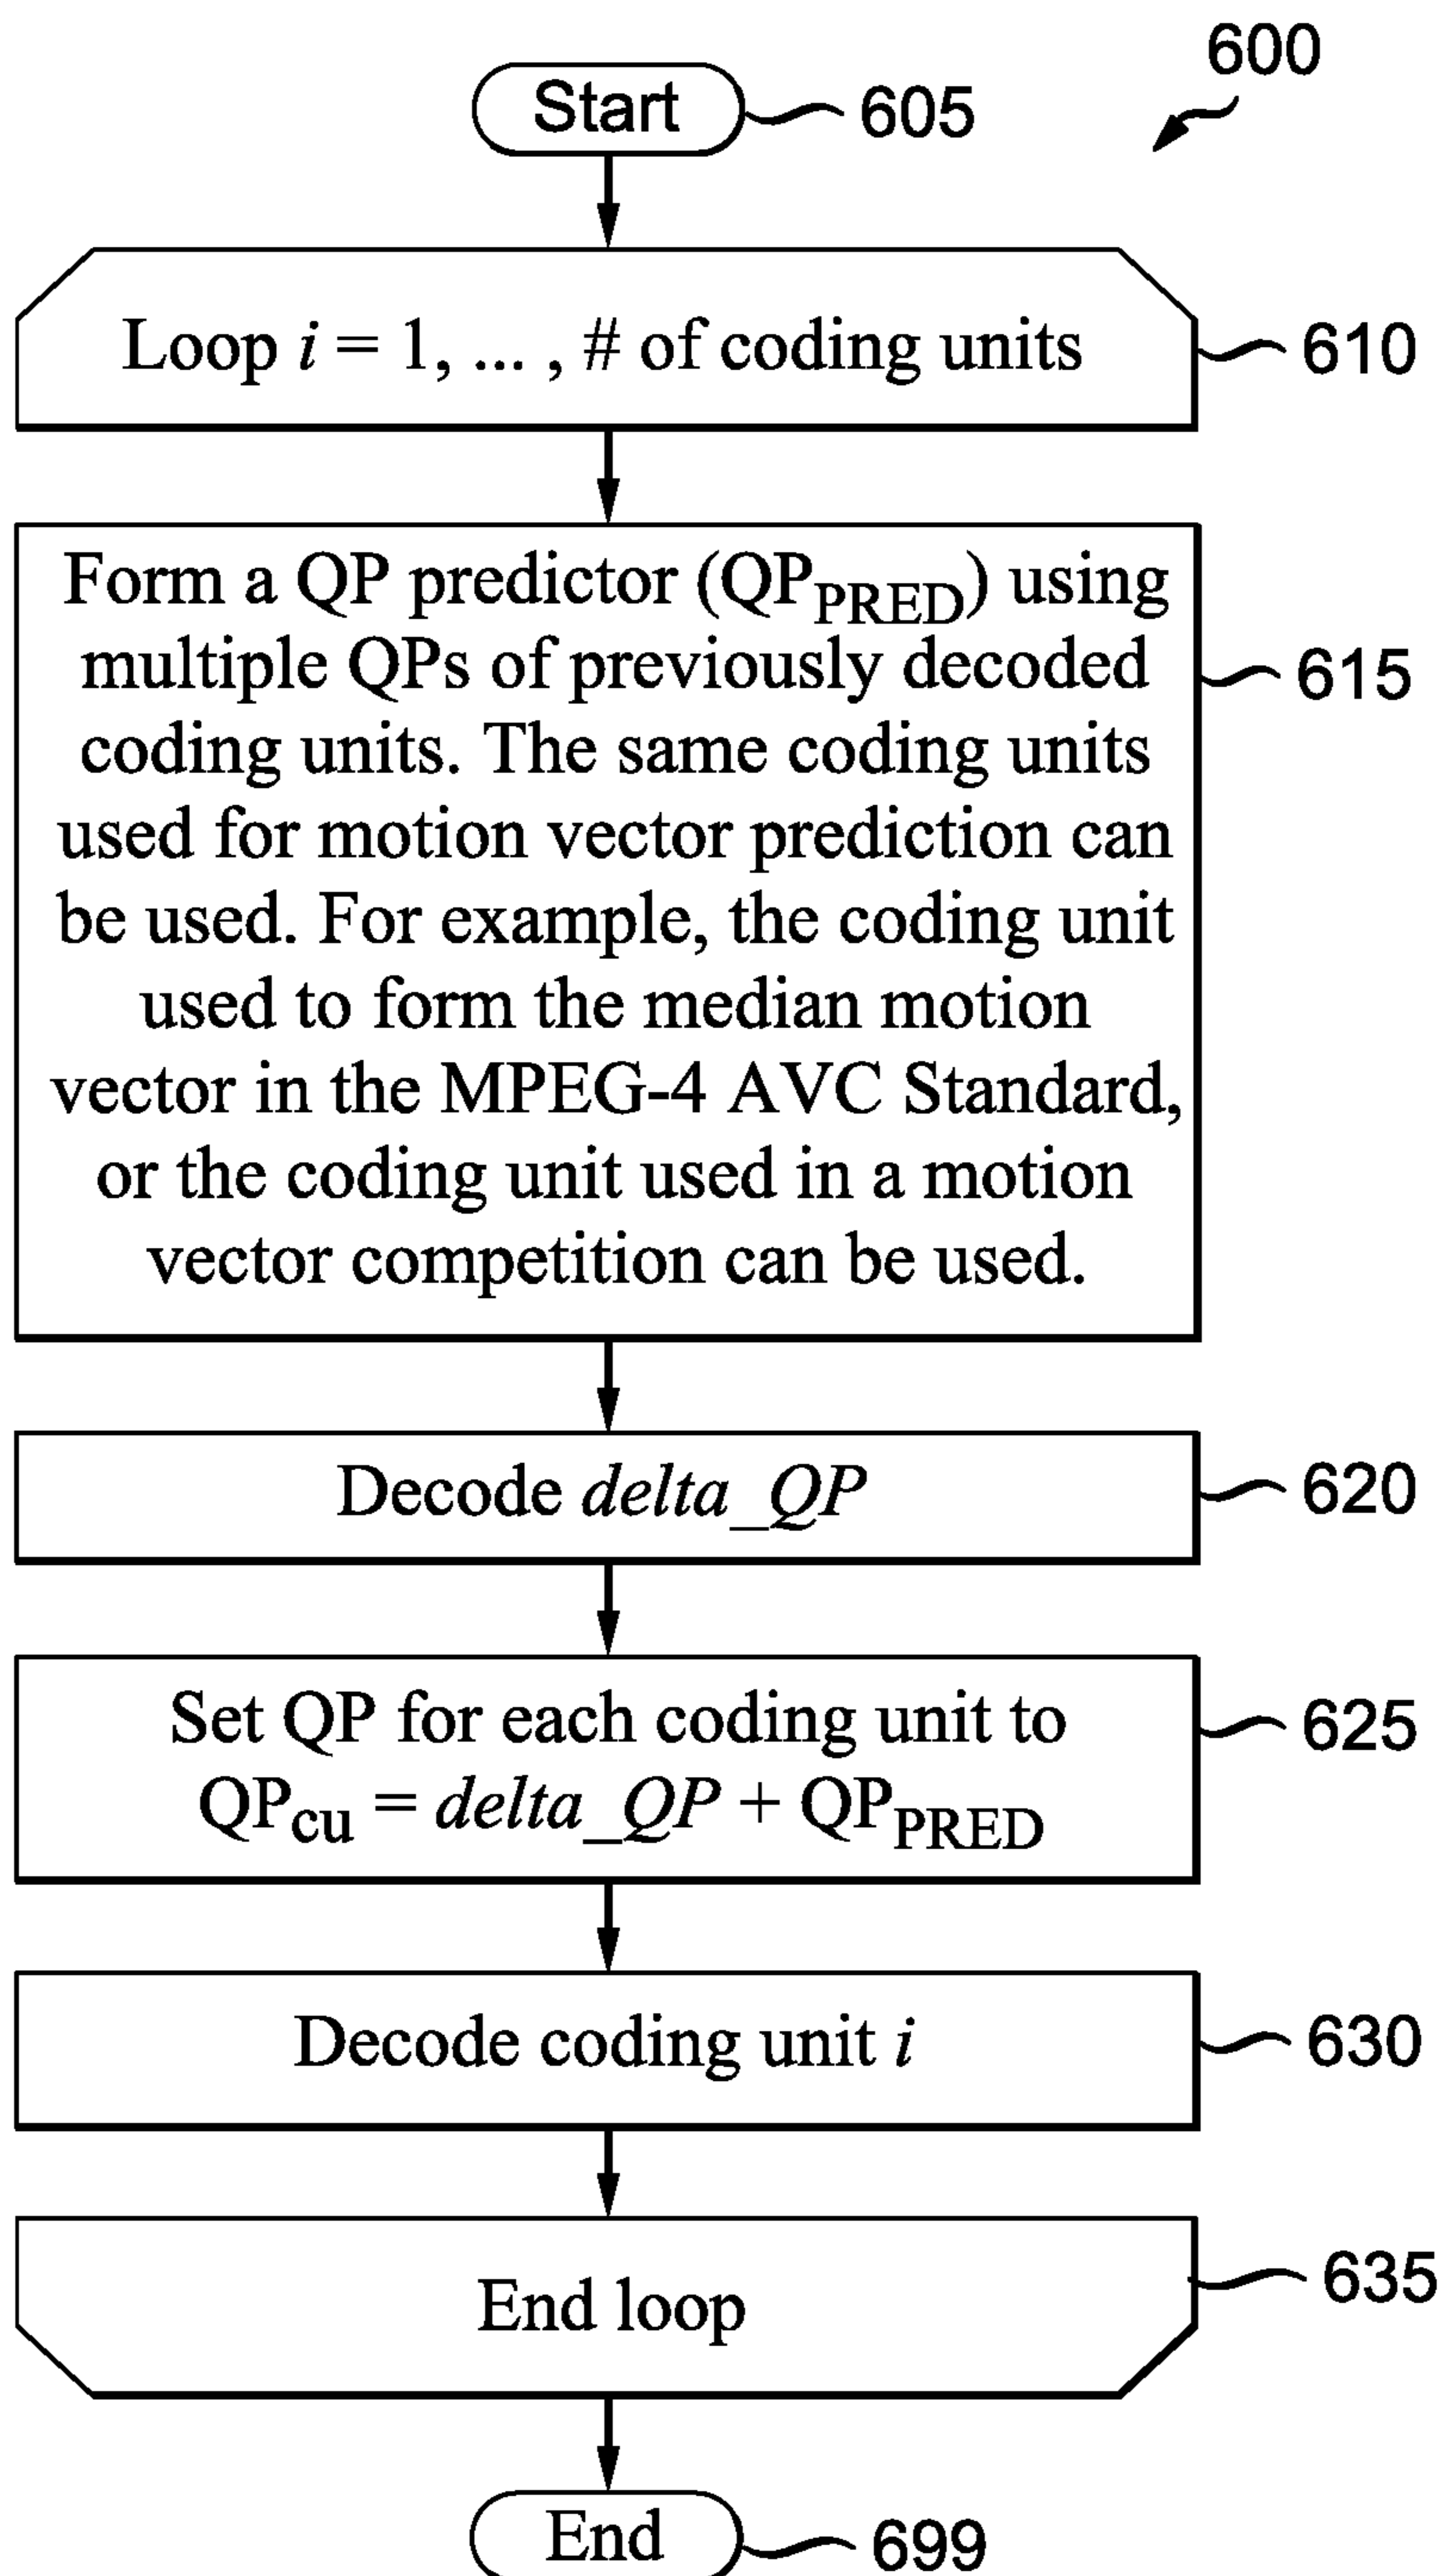 600
Start
605
Loop i = 1, ... , # of coding units
610
Form a QP predictor (QPPRED) using
multiple QPs of previously decoded
coding units. The same coding units
used for motion vector prediction can
be used. For example, the coding unit
used to form the median motion
vector in the MPEG-4 AVC Standard,
or the coding unit used in a motion
vector competition can be used.
615
Decode delta_QP
620
Set QP for each coding unit to
QPcu = delta_QP + QPPRED
625
Decode coding unit i
630
End loop
635
End
699